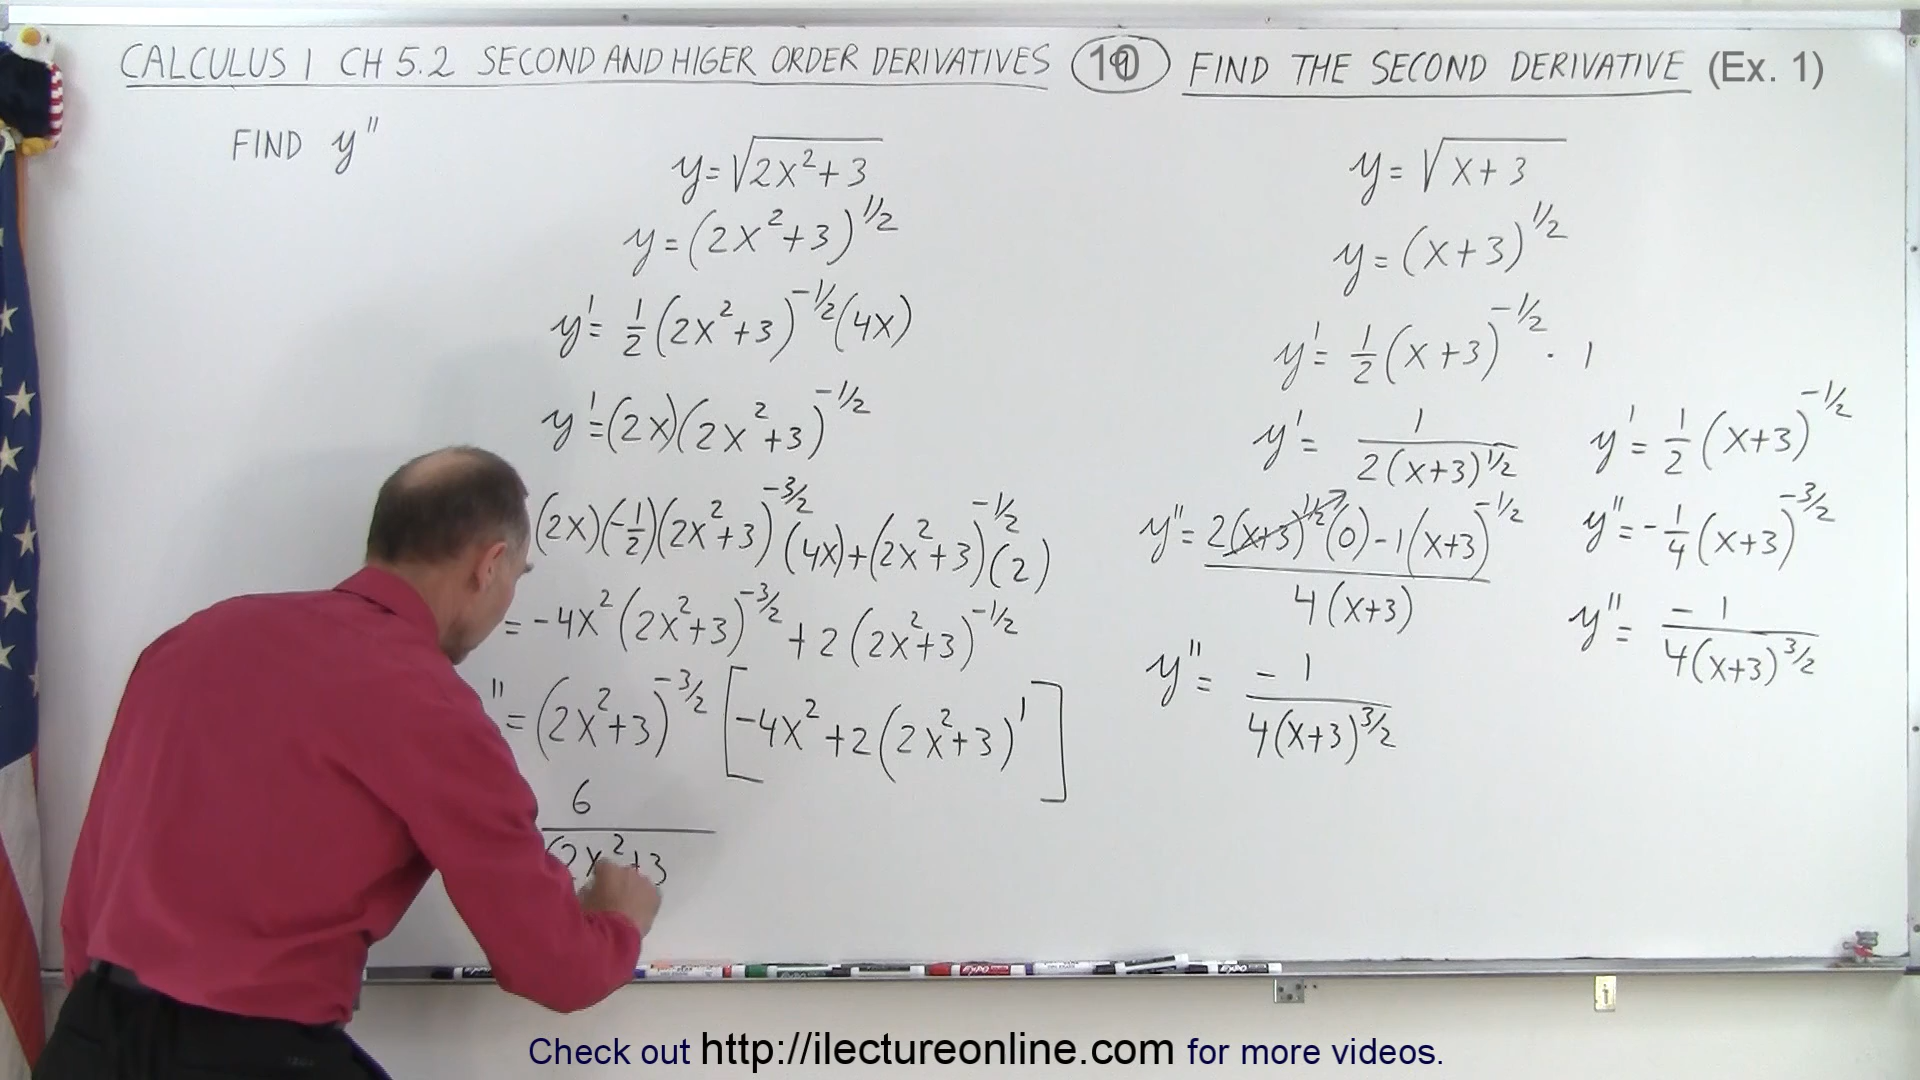 CALCULUS 1 CH 5.2 SECOND AND HIGER ORDER DERIVATIVES 10 FIND THE SECOND DERIVATIVE (Ex. 1)
FIND y''
y = √(2x² + 3)
y = (2x² + 3)^1/2
y' = 1/2 (2x² + 3)^-1/2 (4x)
y' = (2x)(2x² + 3)^-1/2
(2x)(-1/2)(2x² + 3)^-3/2 (4x) + (2x² + 3)^-1/2 (2)
= -4x² (2x² + 3)^-3/2 + 2 (2x² + 3)^-1/2
'' = (2x² + 3)^-3/2 [-4x² + 2 (2x² + 3)^1]
6
(2x² + 3
y = √(x + 3)
y = (x + 3)^1/2
y' = 1/2 (x + 3)^-1/2 · 1
y' = 1 / 2(x + 3)^1/2
y'' = 2(x+3)^1/2 (0) - 1(x+3)^-1/2 / 4(x+3)
y'' = -1 / 4(x+3)^3/2
y' = 1/2 (x+3)^-1/2
y'' = -1/4 (x+3)^-3/2
y'' = -1 / 4(x+3)^3/2
EXPO
EXPO
Check out http://ilectureonline.com for more videos.